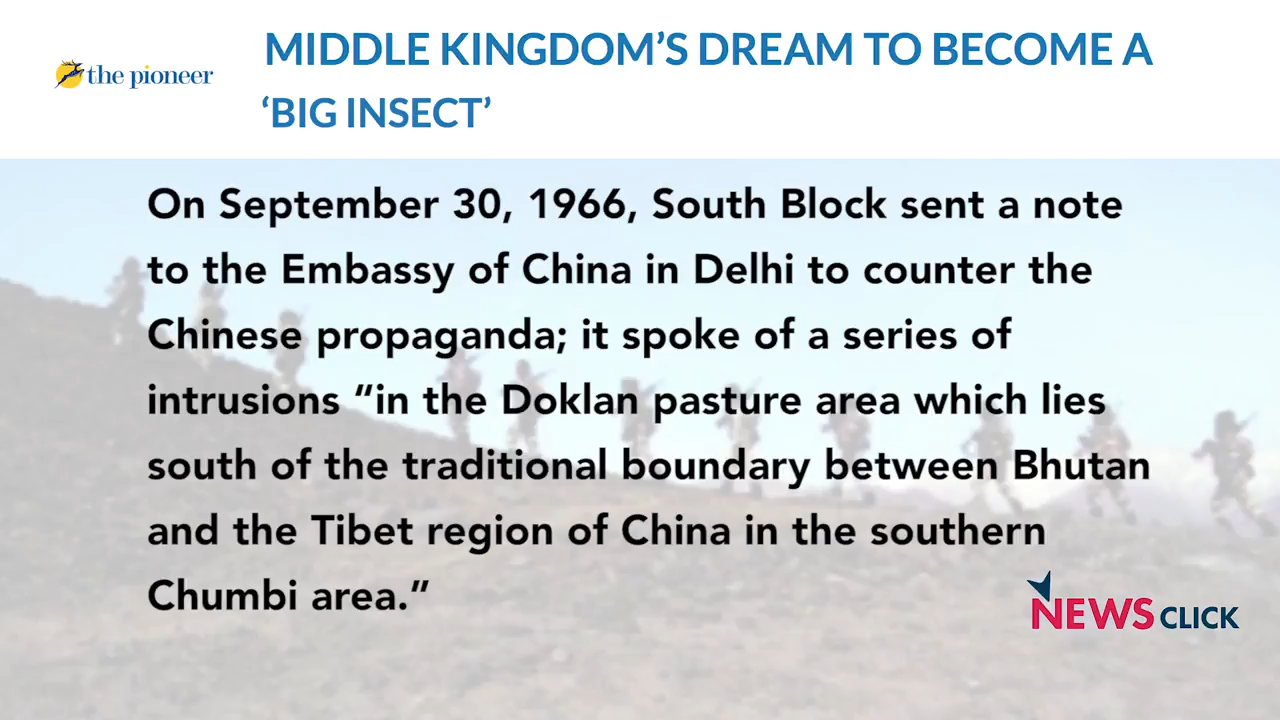 MIDDLE KINGDOM’S DREAM TO BECOME A
the pioneer
‘BIG INSECT’
On September 30, 1966, South Block sent a note
to the Embassy of China in Delhi to counter the
Chinese propaganda; it spoke of a series of
intrusions “in the Doklan pasture area which lies
south of the traditional boundary between Bhutan
and the Tibet region of China in the southern
Chumbi area.”
NEWSCLICK